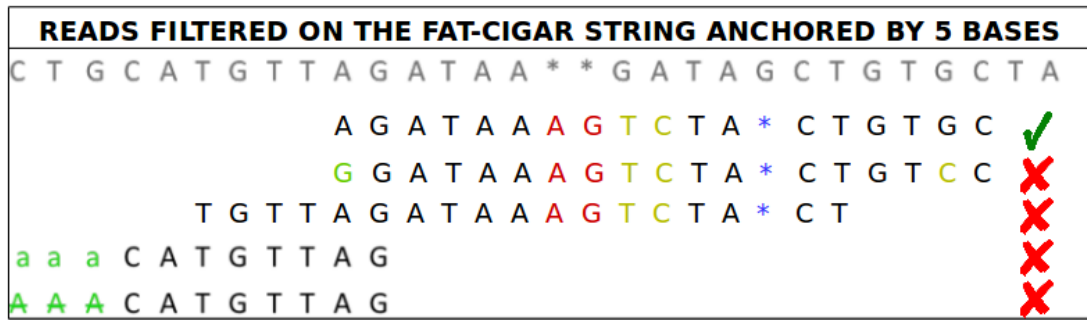 READS FILTERED ON THE FAT-CIGAR STRING ANCHORED BY 5 BASES
C T G C A T G T T A G A T A A * * G A T A G C T G T G C T A
A G A T A A A G T C T A * C T G T G C
G G A T A A A G T C T A * C T G T C C
T G T T A G A T A A A G T C T A * C T
a a a C A T G T T A G
A A A C A T G T T A G